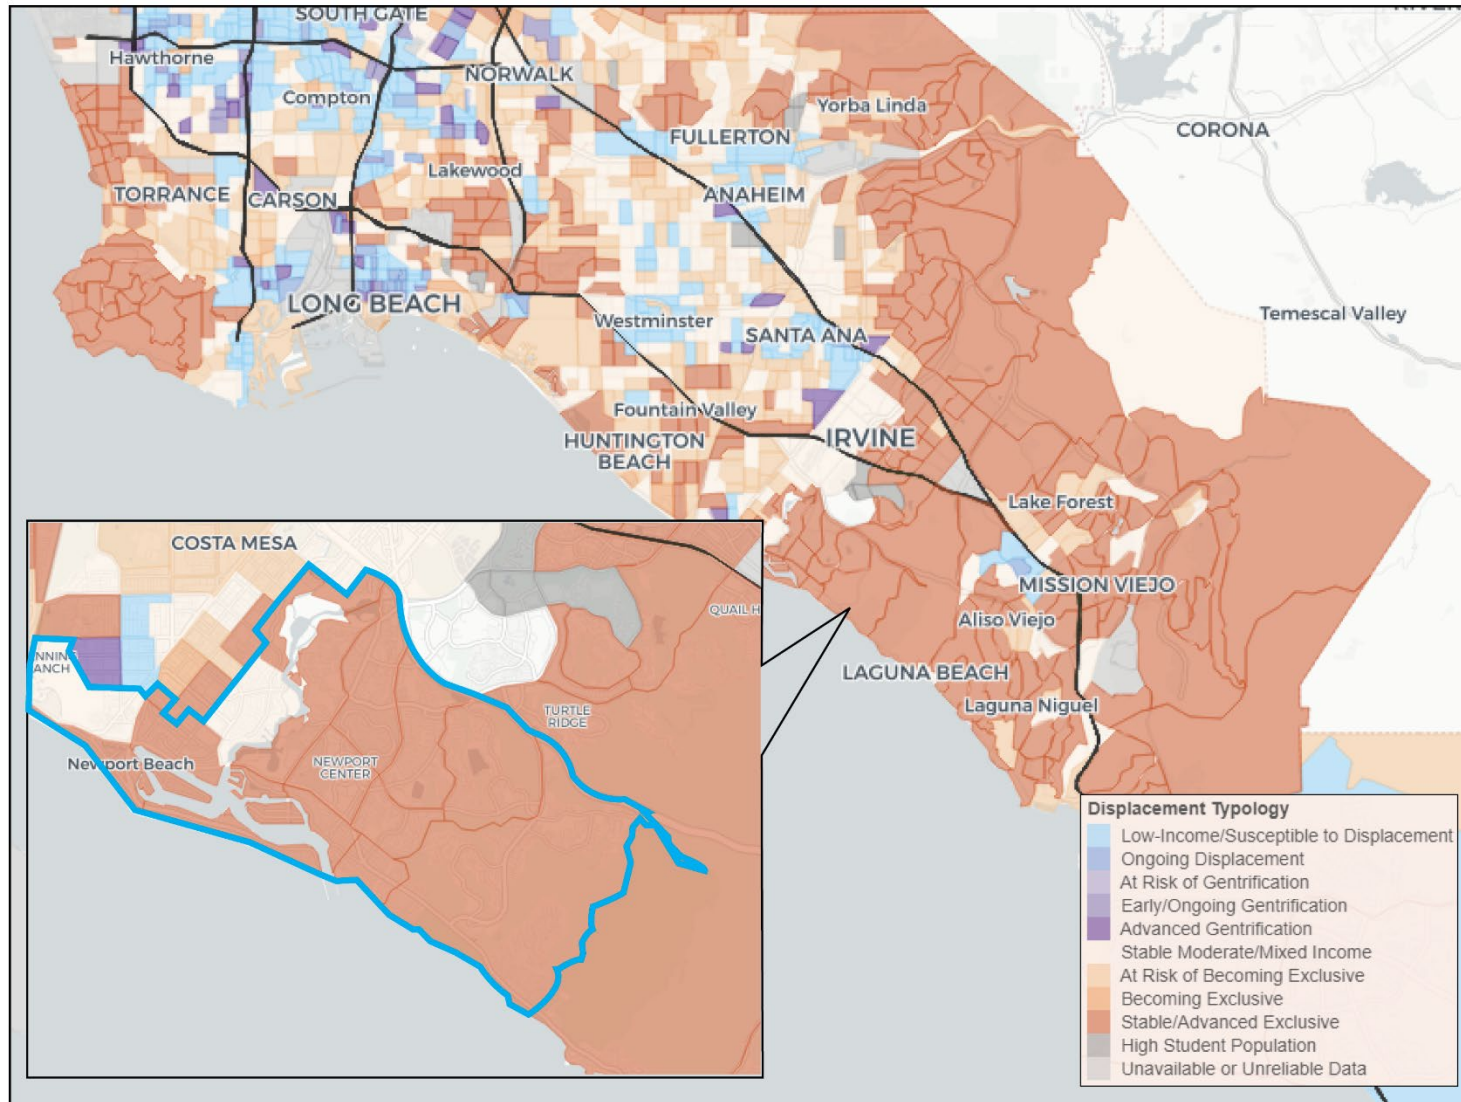 SOUTH GATE
Hawthorne
NORWALK
Compton
Yorba Linda
FULLERTON
CORONA
Lakewood
TORRANCE
CARSON
ANAHEIM
LONG BEACH
Westminster
SANTA ANA
Temescal Valley
Fountain Valley
HUNTINGTON
BEACH
IRVINE
Lake Forest
MISSION VIEJO
Aliso Viejo
LAGUNA BEACH
Laguna Niguel
COSTA MESA
QUAIL H
NNING
ANCH
TURTLE
RIDGE
Newport Beach
NEWPORT
CENTER
Displacement Typology
Low-Income/Susceptible to Displacement
Ongoing Displacement
At Risk of Gentrification
Early/Ongoing Gentrification
Advanced Gentrification
Stable Moderate/Mixed Income
At Risk of Becoming Exclusive
Becoming Exclusive
Stable/Advanced Exclusive
High Student Population
Unavailable or Unreliable Data